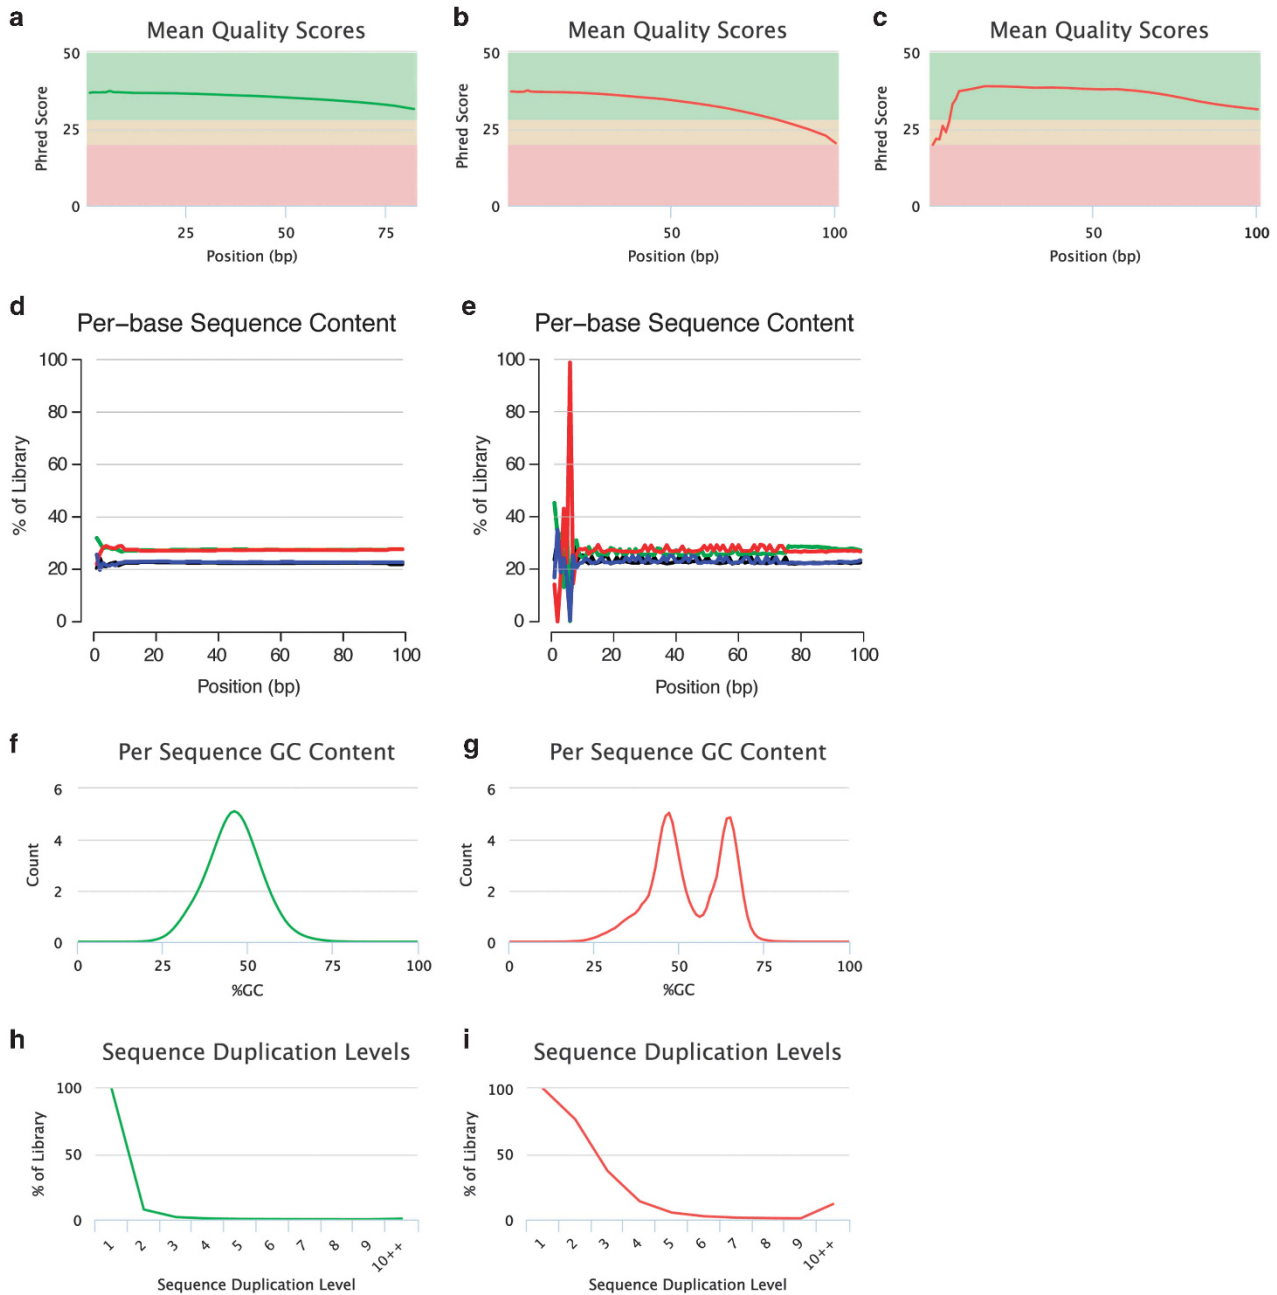 a
Mean Quality Scores
50
25
0
Phred Score
25
50
75
Position (bp)
b
Mean Quality Scores
50
25
0
Phred Score
50
100
Position (bp)
c
Mean Quality Scores
50
25
0
Phred Score
50
100
Position (bp)
d
Per-base Sequence Content
100
80
60
40
20
0
% of Library
0 20 40 60 80 100
Position (bp)
e
Per-base Sequence Content
100
80
60
40
20
0
% of Library
0 20 40 60 80 100
Position (bp)
f
Per Sequence GC Content
6
4
2
0
Count
0 25 50 75 100
%GC
g
Per Sequence GC Content
6
4
2
0
Count
0 25 50 75 100
%GC
h
Sequence Duplication Levels
100
50
0
% of Library
1 2 3 4 5 6 7 8 9 10++
Sequence Duplication Level
i
Sequence Duplication Levels
100
50
0
% of Library
1 2 3 4 5 6 7 8 9 10++
Sequence Duplication Level